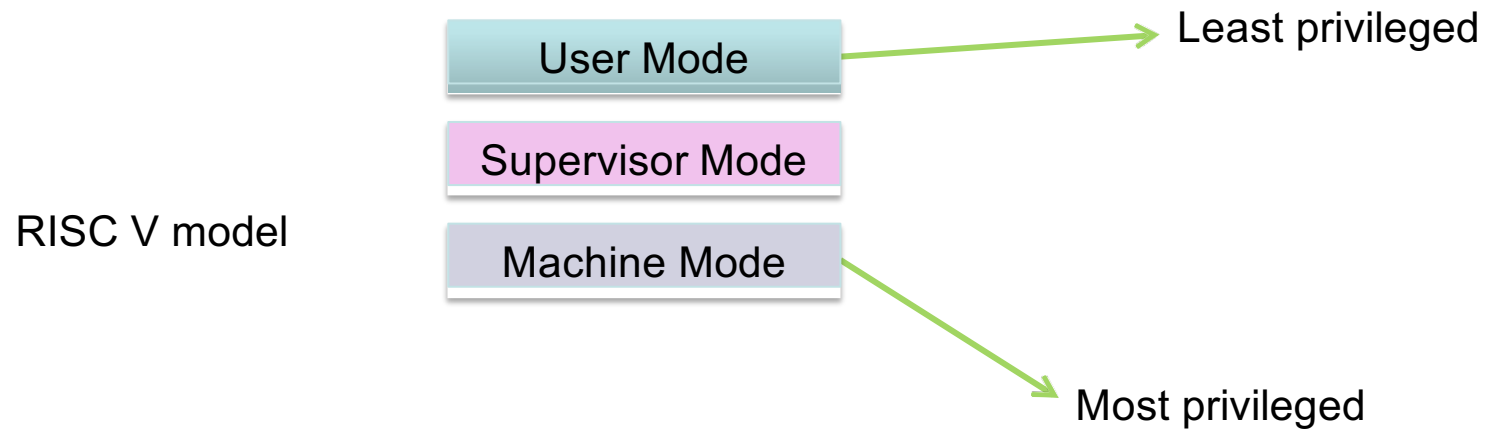 User Mode
Least privileged
Supervisor Mode
RISC V model
Machine Mode
Most privileged